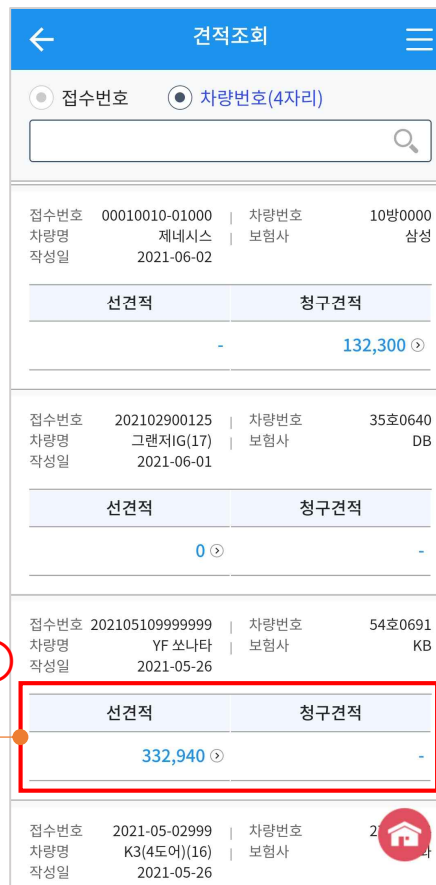 견적조회
접수번호 차량번호(4자리)
접수번호 00010010-01000 | 차량번호 10방0000
차량명 제네시스 | 보험사 삼성
작성일 2021-06-02
선견적 청구견적
- 132,300
접수번호 202102900125 | 차량번호 35호0640
차량명 그랜저IG(17) | 보험사 DB
작성일 2021-06-01
선견적 청구견적
0 -
접수번호 202105109999999 | 차량번호 54호0691
차량명 YF 쏘나타 | 보험사 KB
작성일 2021-05-26
선견적 청구견적
332,940 -
접수번호 2021-05-02999 | 차량번호
차량명 K3(4도어)(16) | 보험사
작성일 2021-05-26